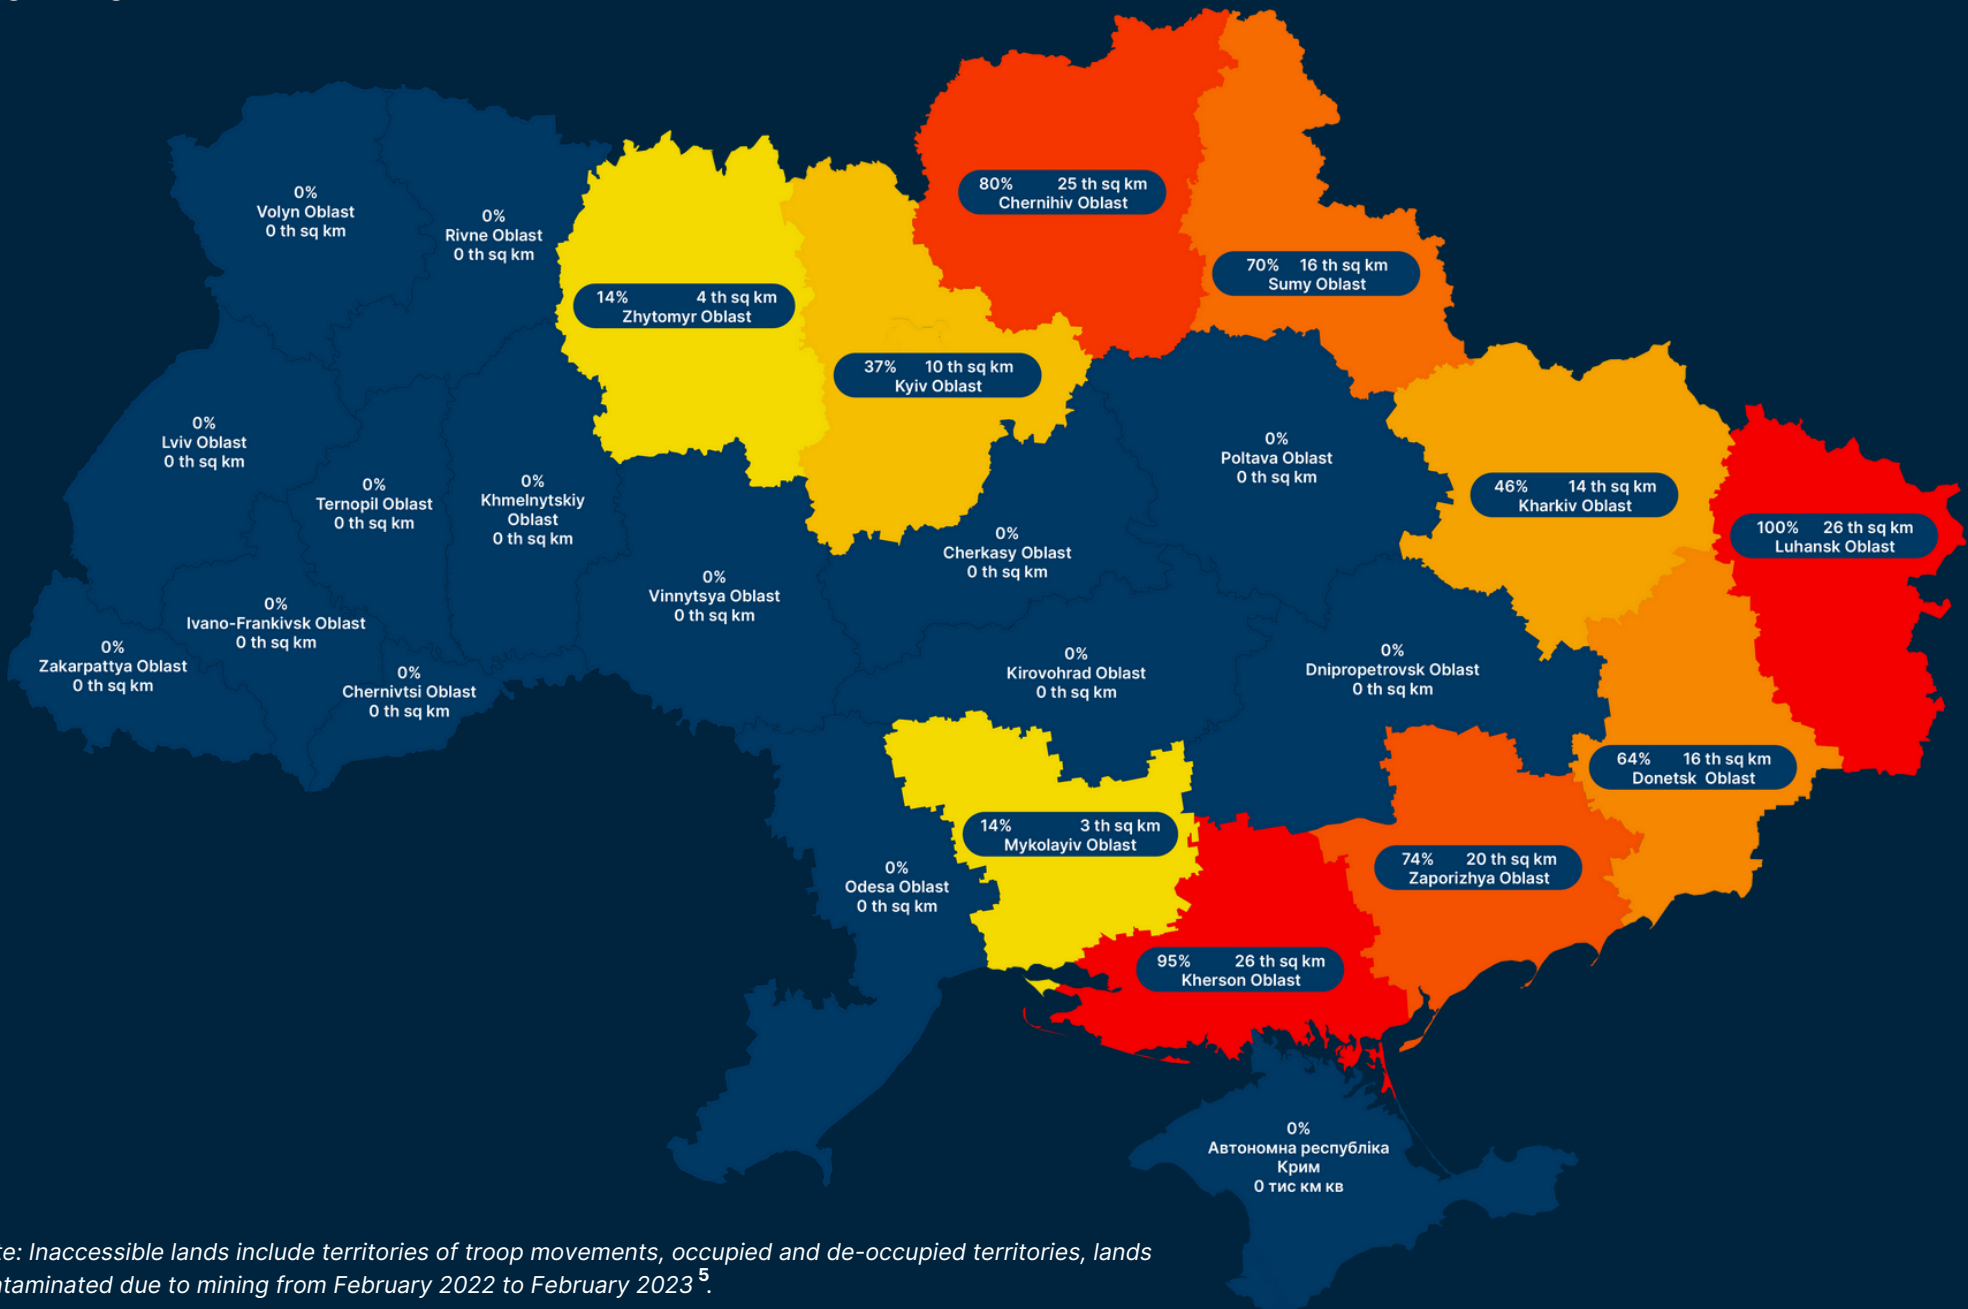 80% 25 th sq km
Chernihiv Oblast
0%
Volyn Oblast
0 th sq km
0%
Rivne Oblast
0 th sq km
70% 16 th sq km
Sumy Oblast
14% 4 th sq km
Zhytomyr Oblast
37% 10 th sq km
Kyiv Oblast
0%
Lviv Oblast
0 th sq km
0%
Ternopil Oblast
0 th sq km
0%
Khmelnytskiy
Oblast
0 th sq km
0%
Poltava Oblast
0 th sq km
46% 14 th sq km
Kharkiv Oblast
100% 26 th sq km
Luhansk Oblast
0%
Cherkasy Oblast
0 th sq km
0%
Vinnytsya Oblast
0 th sq km
0%
Ivano-Frankivsk Oblast
0 th sq km
0%
Zakarpattya Oblast
0 th sq km
0%
Chernivtsi Oblast
0 th sq km
0%
Kirovohrad Oblast
0 th sq km
0%
Dnipropetrovsk Oblast
0 th sq km
64% 16 th sq km
Donetsk Oblast
14% 3 th sq km
Mykolayiv Oblast
74% 20 th sq km
Zaporizhya Oblast
0%
Odesa Oblast
0 th sq km
95% 26 th sq km
Kherson Oblast
0%
Автономна республіка
Крим
0 тис км кв
te: Inaccessible lands include territories of troop movements, occupied and de-occupied territories, lands
ntaminated due to mining from February 2022 to February 2023 5.